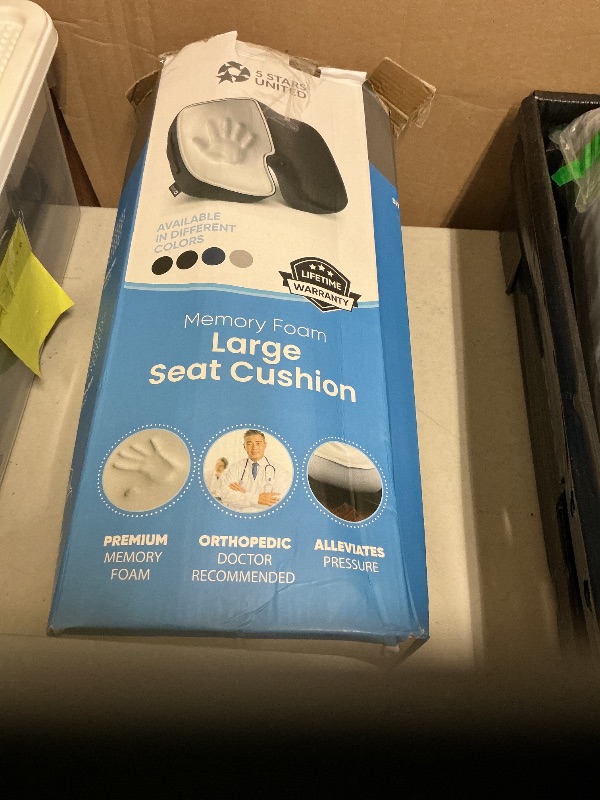 5 STARS
UNITED
AVAILABLE
IN DIFFERENT
COLORS
LIFETIME
WARRANTY
Memory Foam
Large
Seat Cushion
PREMIUM
MEMORY
FOAM
ORTHOPEDIC
DOCTOR
RECOMMENDED
ALLEVIATES
PRESSURE